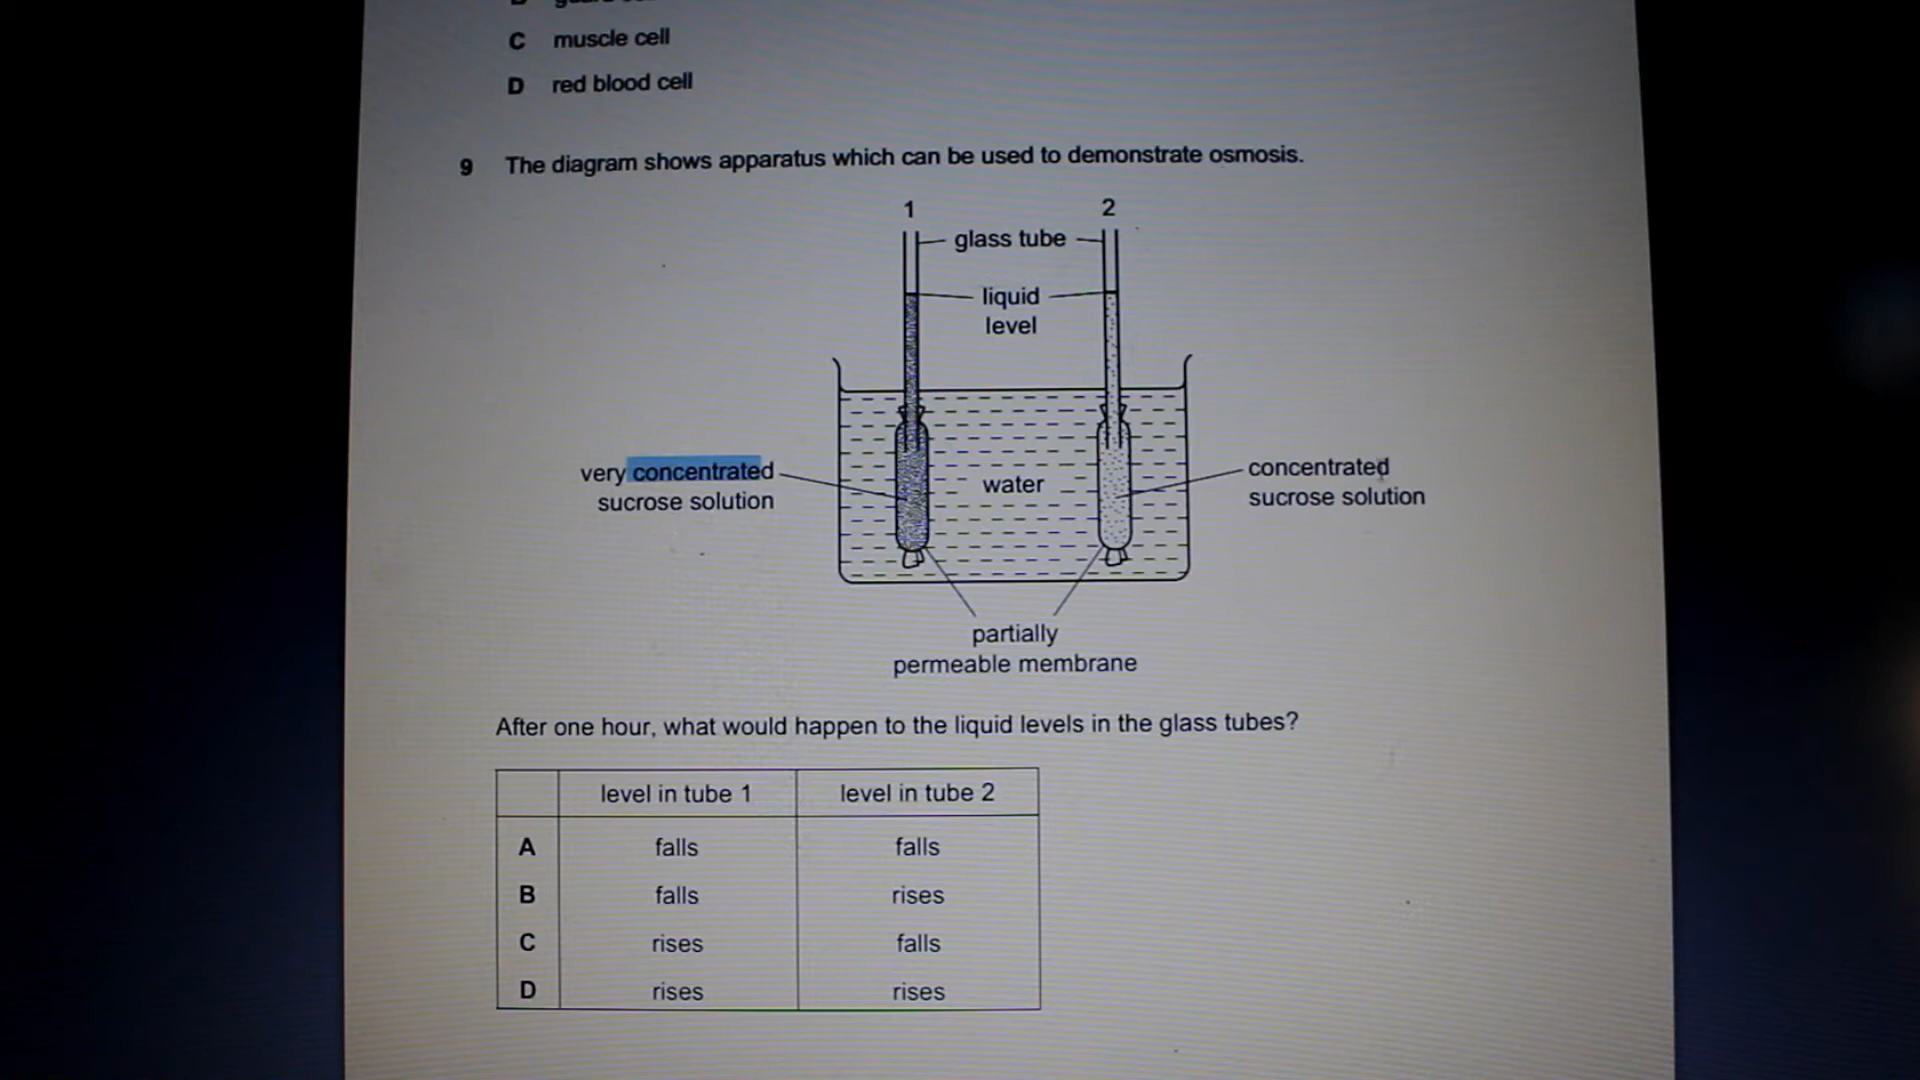 C muscle cell
D red blood cell
9 The diagram shows apparatus which can be used to demonstrate osmosis.
1 2
glass tube
liquid
level
very concentrated
sucrose solution
water
concentrated
sucrose solution
partially
permeable membrane
After one hour, what would happen to the liquid levels in the glass tubes?
level in tube 1 level in tube 2
A falls falls
B falls rises
C rises falls
D rises rises